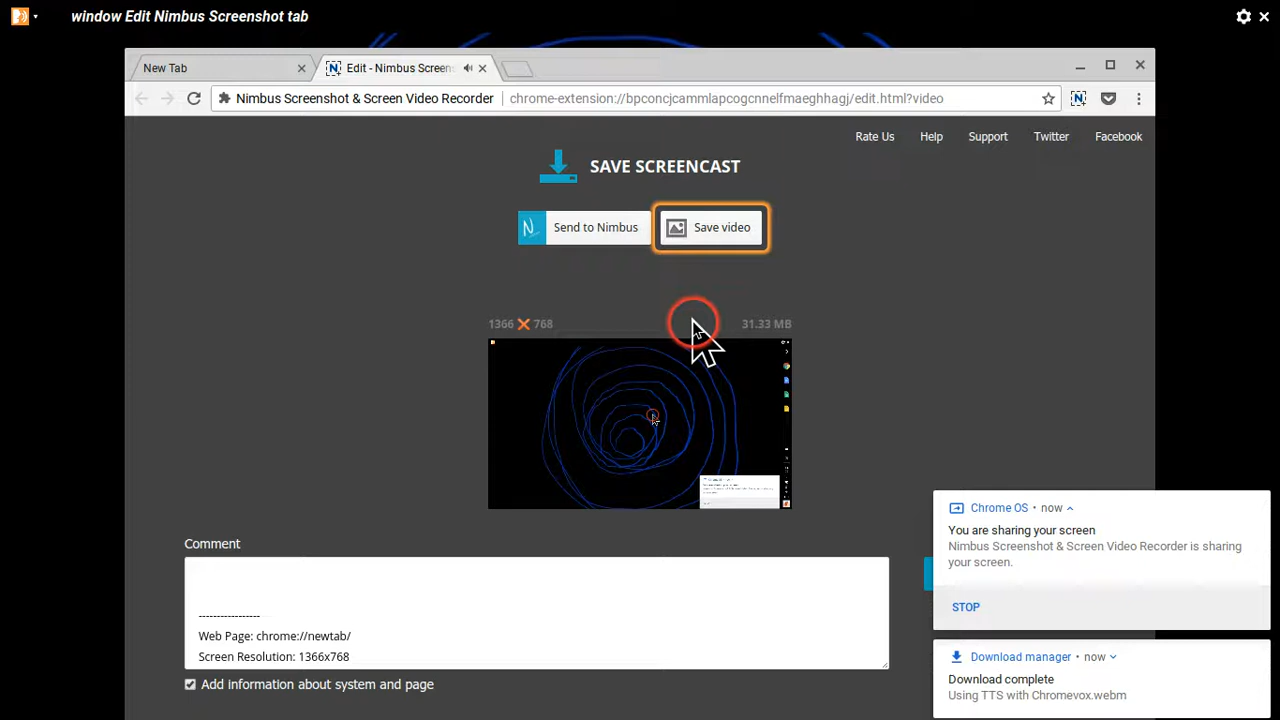 window Edit Nimbus Screenshot tab
New Tab
Edit - Nimbus Screens
Nimbus Screenshot & Screen Video Recorder
chrome-extension://bpconcjcammlapcogcnnelfmaeghhagj/edit.html?video
Rate Us Help Support Twitter Facebook
SAVE SCREENCAST
Send to Nimbus
Save video
1366 768
31.33 MB
Comment
-----------------
Web Page: chrome://newtab/
Screen Resolution: 1366x768
Add information about system and page
Chrome OS • now
You are sharing your screen
Nimbus Screenshot & Screen Video Recorder is sharing
your screen.
STOP
Download manager • now
Download complete
Using TTS with Chromevox.webm